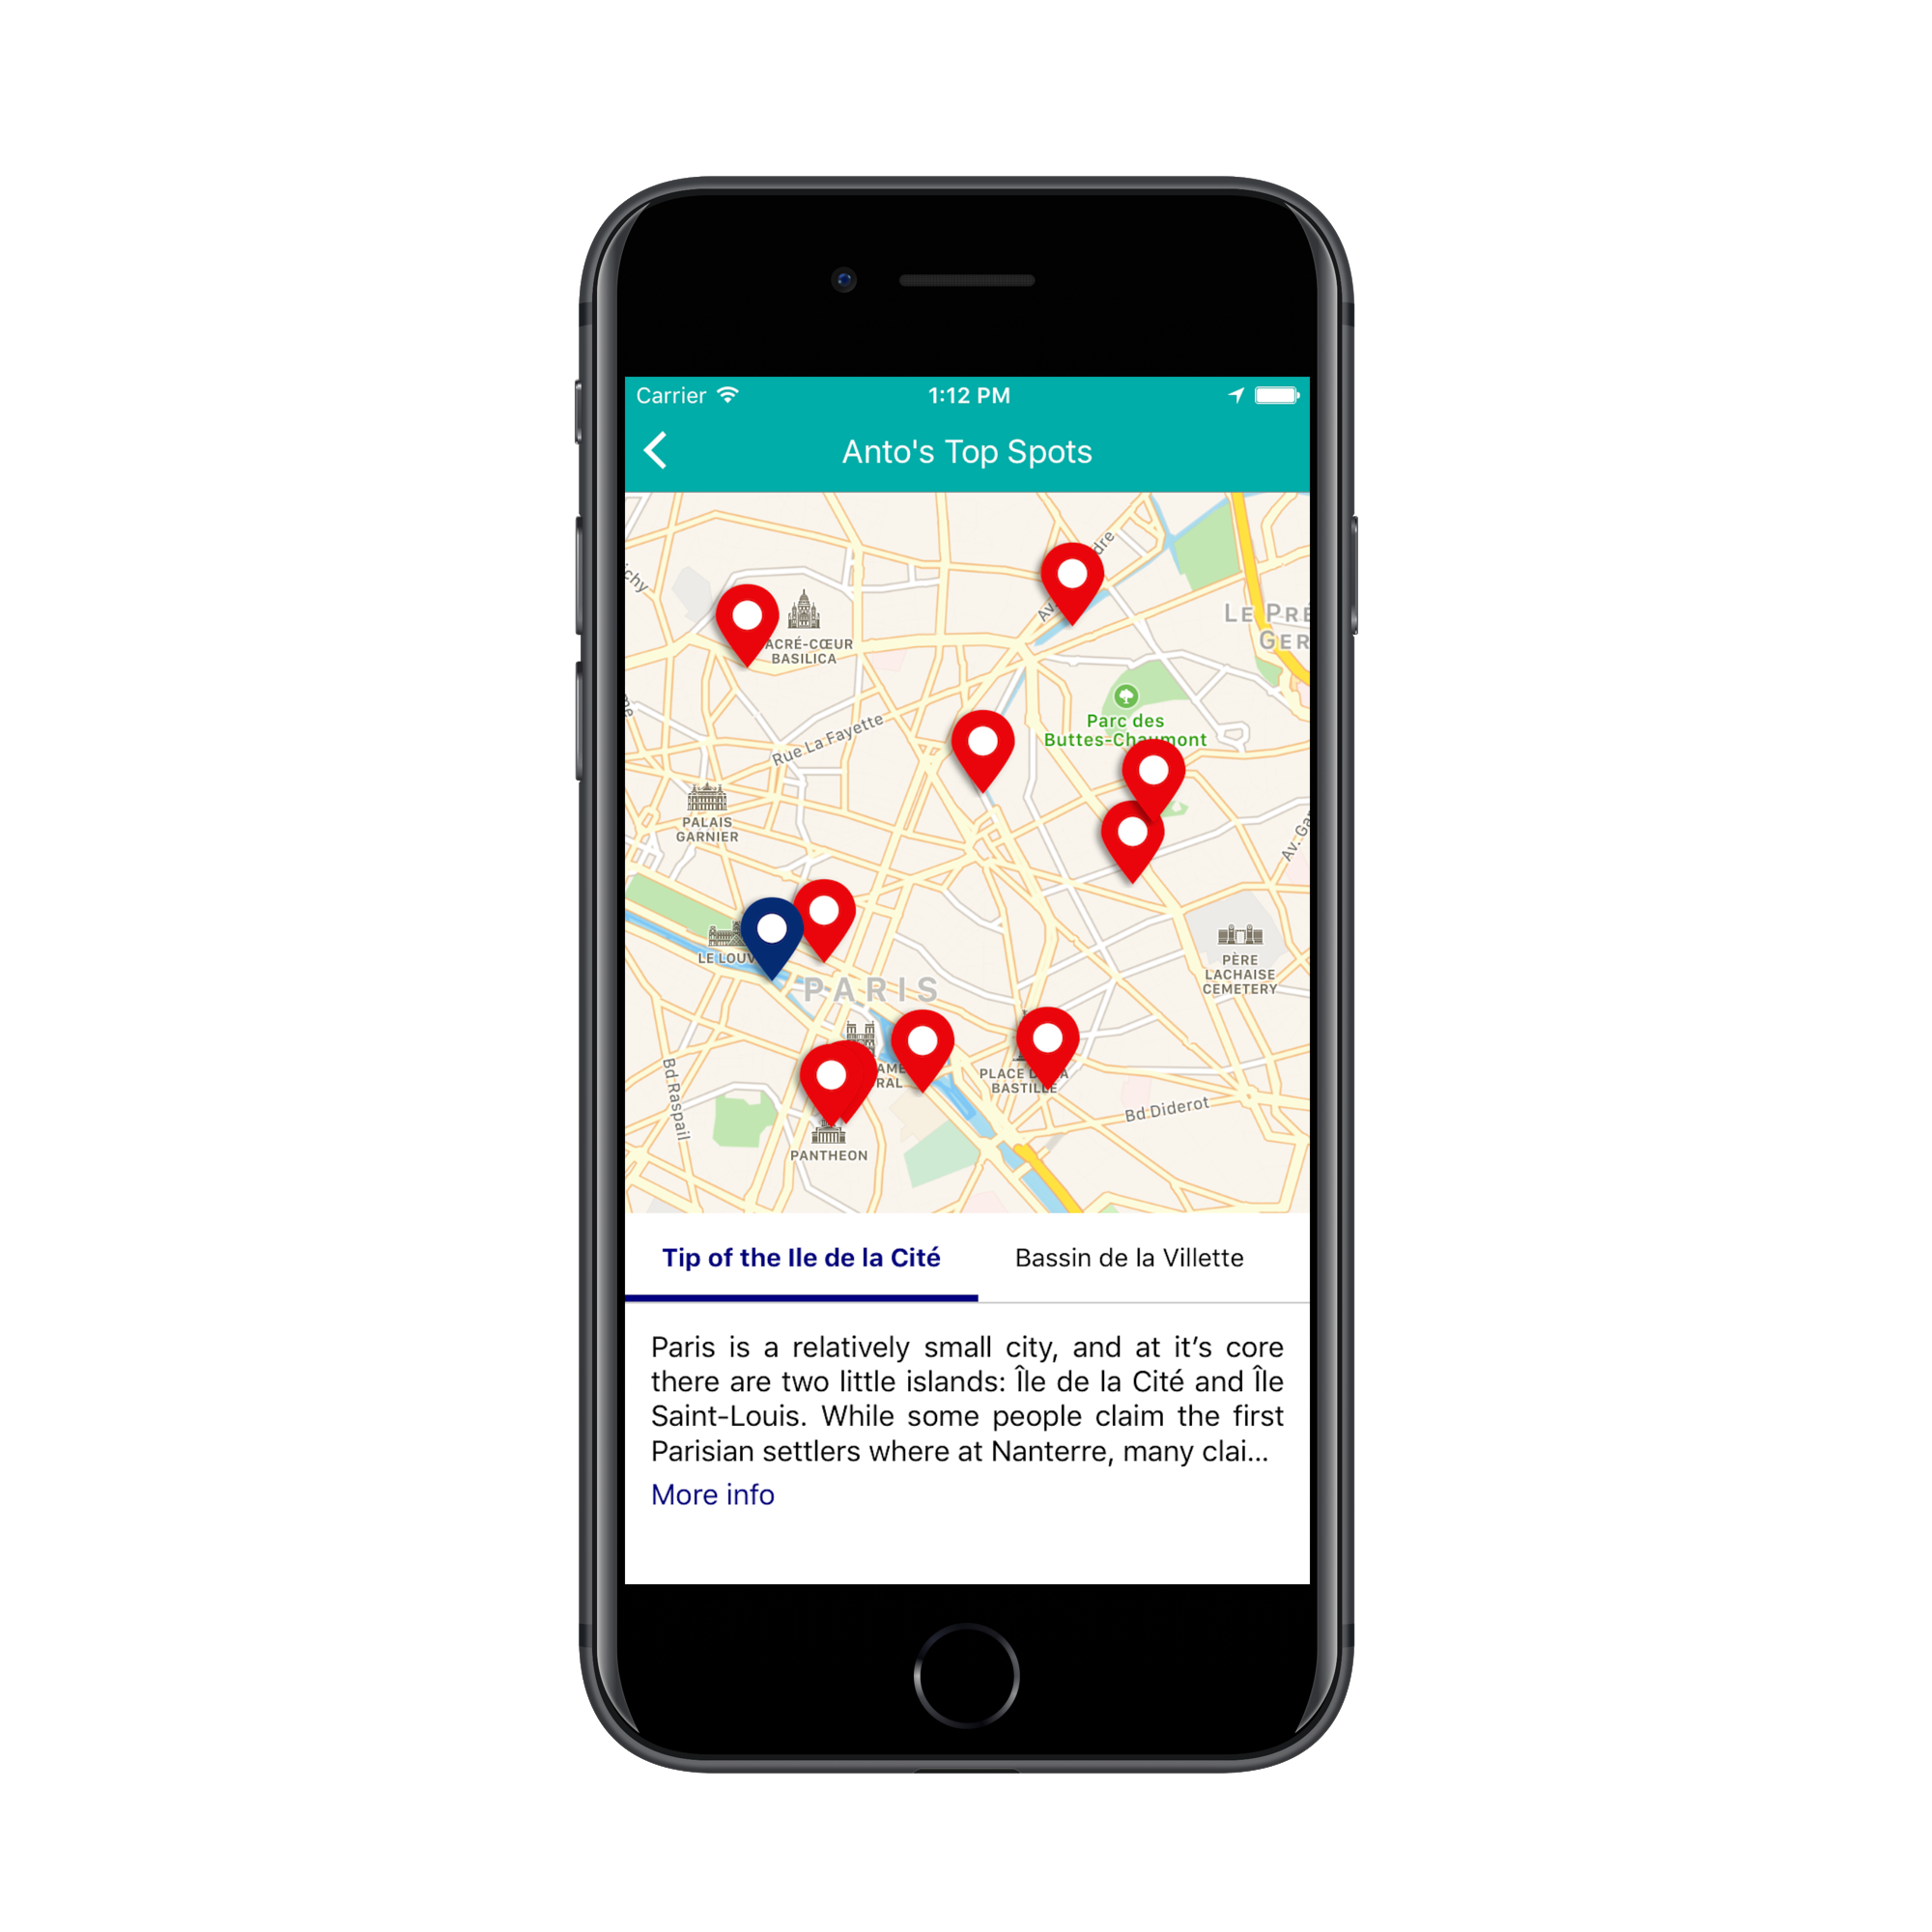 Carrier
1:12 PM
Anto's Top Spots
dre
Av.
chy
LE PRÉ
GER
ACRÉ-CŒUR
BASILICA
Parc des
Buttes-Chaumont
Rue La Fayette
PALAIS
GARNIER
Av. Ga
LE LOUV
PÈRE
LACHAISE
CEMETERY
PARIS
AME
RAL
PLACE D A
BASTILLE
Bd Raspail
Bd Diderot
PANTHEON
Tip of the Ile de la Cité
Bassin de la Villette
Paris is a relatively small city, and at it’s core
there are two little islands: Île de la Cité and Île
Saint-Louis. While some people claim the first
Parisian settlers where at Nanterre, many clai...
More info